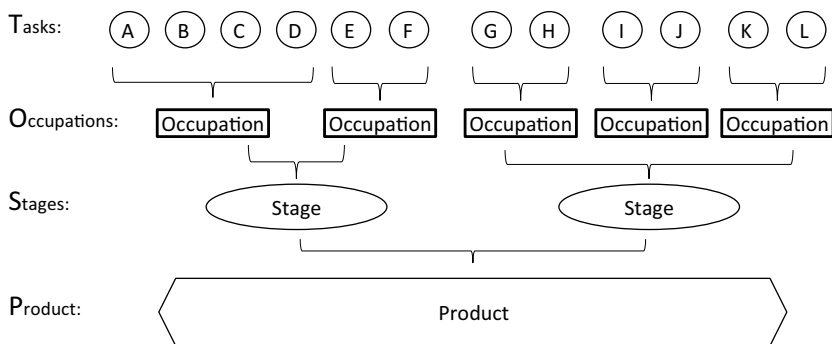 Tasks: A B C D E F G H I J K L
Occupations: Occupation Occupation Occupation Occupation Occupation
Stages: Stage Stage
Product: Product